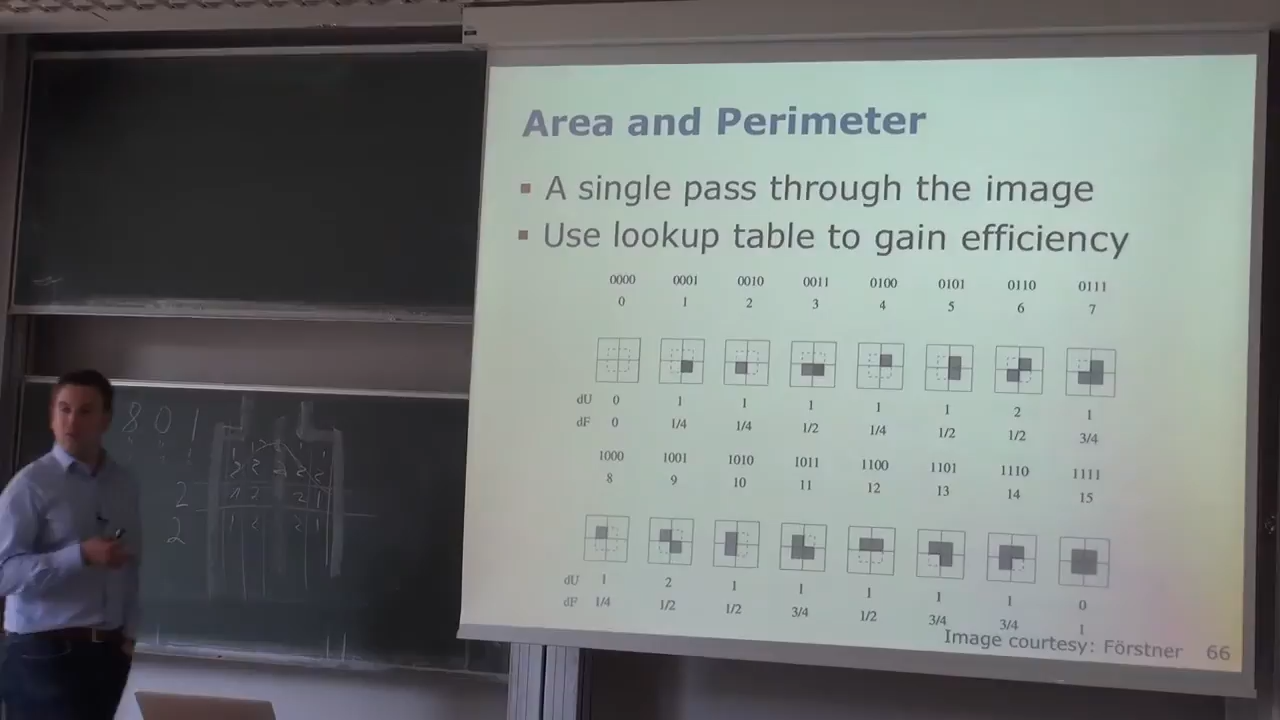 Area and Perimeter
▪ A single pass through the image
▪ Use lookup table to gain efficiency
0000 0001 0010 0011 0100 0101 0110 0111
0 1 2 3 4 5 6 7
dU 0 1 1 1 1 1 2 1
dF 0 1/4 1/4 1/2 1/4 1/2 1/2 3/4
1000 1001 1010 1011 1100 1101 1110 1111
8 9 10 11 12 13 14 15
dU 1 2 1 1 1 1 1 0
dF 1/4 1/2 1/2 3/4 1/2 3/4 3/4 1
Image courtesy: Förstner 66
8 0 1
2
2